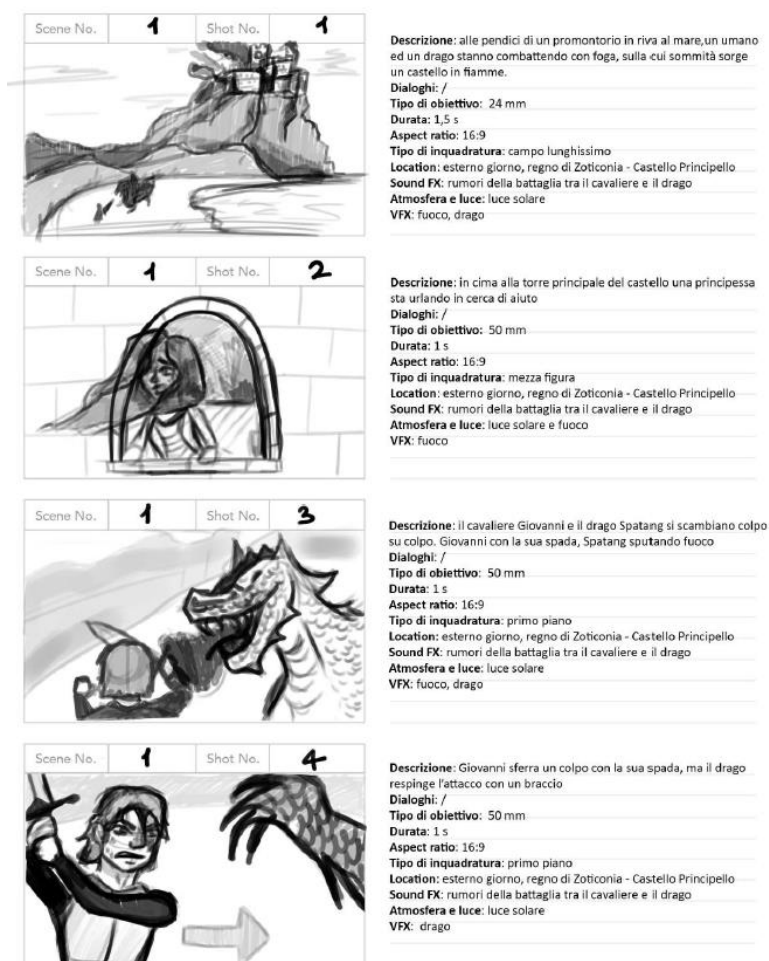 Scene No. 1 Shot No. 1
Descrizione: alle pendici di un promontorio in riva al mare,un umano
ed un drago stanno combattendo con foga, sulla cui sommità sorge
un castello in fiamme.
Dialoghi: /
Tipo di obiettivo: 24 mm
Durata: 1,5 s
Aspect ratio: 16:9
Tipo di inquadratura: campo lunghissimo
Location: esterno giorno, regno di Zoticonia - Castello Principello
Sound FX: rumori della battaglia tra il cavaliere e il drago
Atmosfera e luce: luce solare
VFX: fuoco, drago
Scene No. 1 Shot No. 2
Descrizione: in cima alla torre principale del castello una principessa
sta urlando in cerca di aiuto
Dialoghi: /
Tipo di obiettivo: 50 mm
Durata: 1 s
Aspect ratio: 16:9
Tipo di inquadratura: mezza figura
Location: esterno giorno, regno di Zoticonia - Castello Principello
Sound FX: rumori della battaglia tra il cavaliere e il drago
Atmosfera e luce: luce solare e fuoco
VFX: fuoco
Scene No. 1 Shot No. 3
Descrizione: il cavaliere Giovanni e il drago Spatang si scambiano colpo
su colpo. Giovanni con la sua spada, Spatang sputando fuoco
Dialoghi: /
Tipo di obiettivo: 50 mm
Durata: 1 s
Aspect ratio: 16:9
Tipo di inquadratura: primo piano
Location: esterno giorno, regno di Zoticonia - Castello Principello
Sound FX: rumori della battaglia tra il cavaliere e il drago
Atmosfera e luce: luce solare
VFX: fuoco, drago
Scene No. 1 Shot No. 4
Descrizione: Giovanni sferra un colpo con la sua spada, ma il drago
respinge l'attacco con un braccio
Dialoghi: /
Tipo di obiettivo: 50 mm
Durata: 1 s
Aspect ratio: 16:9
Tipo di inquadratura: primo piano
Location: esterno giorno, regno di Zoticonia - Castello Principello
Sound FX: rumori della battaglia tra il cavaliere e il drago
Atmosfera e luce: luce solare
VFX: drago